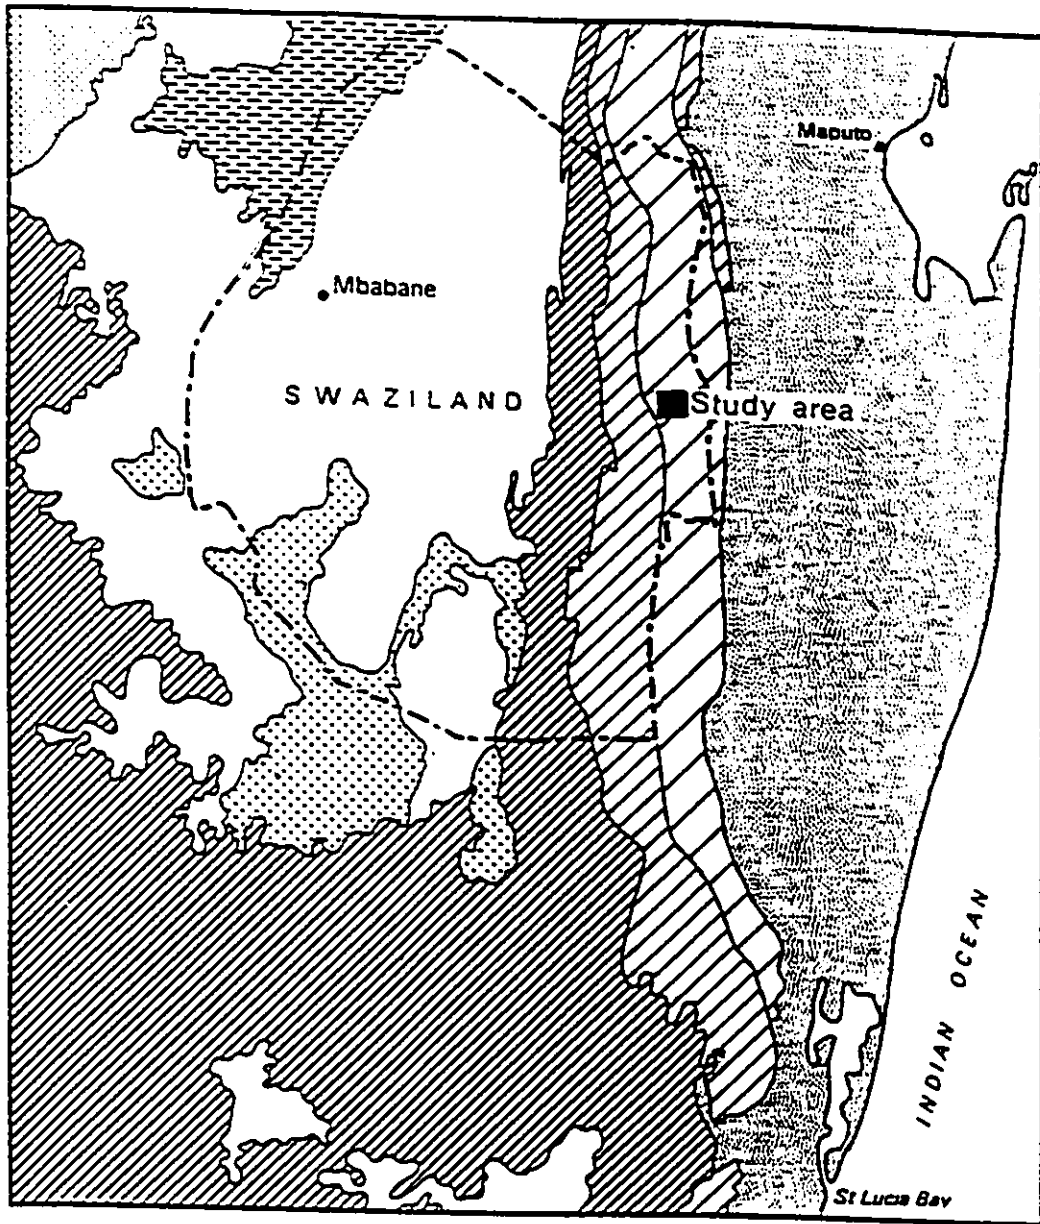 Maputo
Mbabane
SWAZILAND
Study area
INDIAN OCEAN
St Lucia Bay